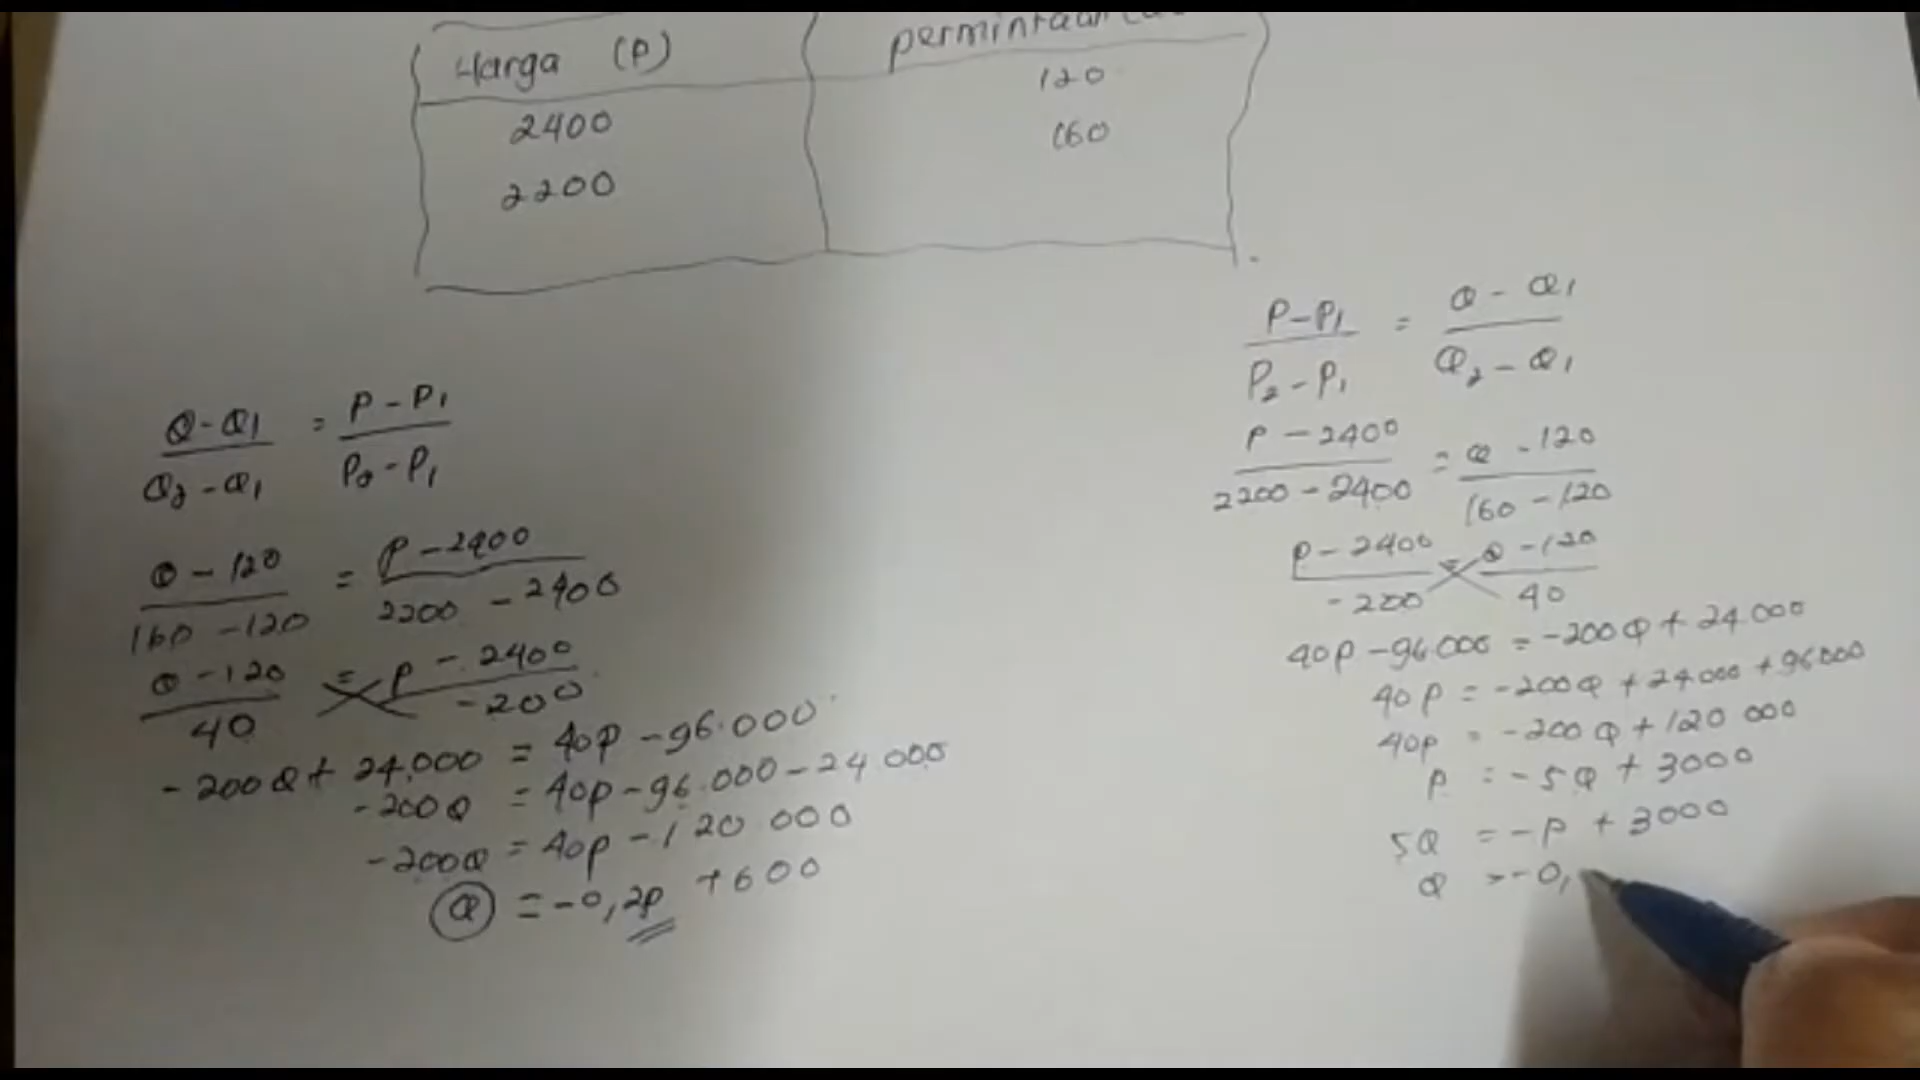 Harga (P) permintaan
2400 120
2200 160
Q - Q1 / Q2 - Q1 = P - P1 / P2 - P1
Q - 120 / 160 - 120 = P - 2400 / 2200 - 2400
Q - 120 / 40 = P - 2400 / -200
-200Q + 24.000 = 40P - 96.000
-200Q = 40P - 96.000 - 24.000
-200Q = 40P - 120 000
Q = -0,2P + 600
P - P1 / P2 - P1 = Q - Q1 / Q2 - Q1
P - 2400 / 2200 - 2400 = Q - 120 / 160 - 120
P - 2400 / -200 = Q - 120 / 40
40P - 96.000 = -200Q + 24.000
40P = -200Q + 24.000 + 96000
40P = -200Q + 120 000
P = -5Q + 3000
5Q = -P + 3000
Q = -0,